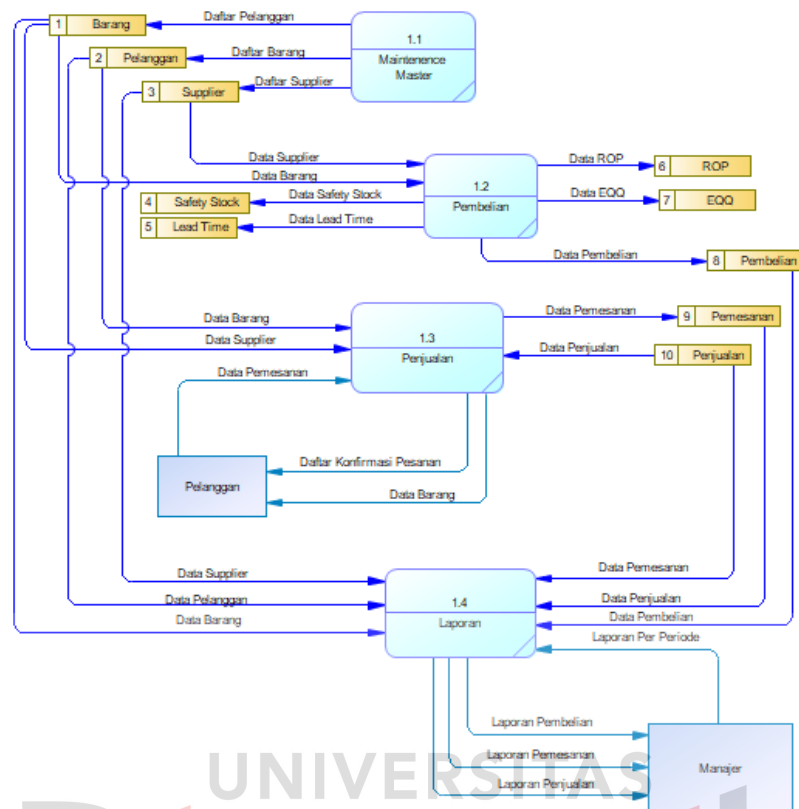 Daftar Pelanggan
1 Barang
1.1
Maintenence
Master
Daftar Barang
2 Pelanggan
Daftar Supplier
3 Supplier
Data Supplier
Data ROP
6 ROP
Data Barang
1.2
Pembelian
Data Safety Stock
4 Safety Stock
Data EQQ
7 EQQ
Data Lead Time
5 Lead Time
Data Pembelian
8 Pembelian
Data Barang
Data Pemesanan
9 Pemesanan
Data Supplier
1.3
Penjualan
Data Penjualan
10 Penjualan
Data Pemesanan
Daftar Konfirmasi Pesanan
Pelanggan
Data Barang
Data Supplier
Data Pemesanan
1.4
Laporan
Data Pelanggan
Data Penjualan
Data Barang
Data Pembelian
Laporan Per Periode
Laporan Pembelian
Laporan Pemesanan
Manajer
Laporan Penjualan
UNIVERSITAS